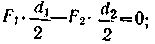 F₁ · d₁/2 — F₂ · d₂/2 = 0;